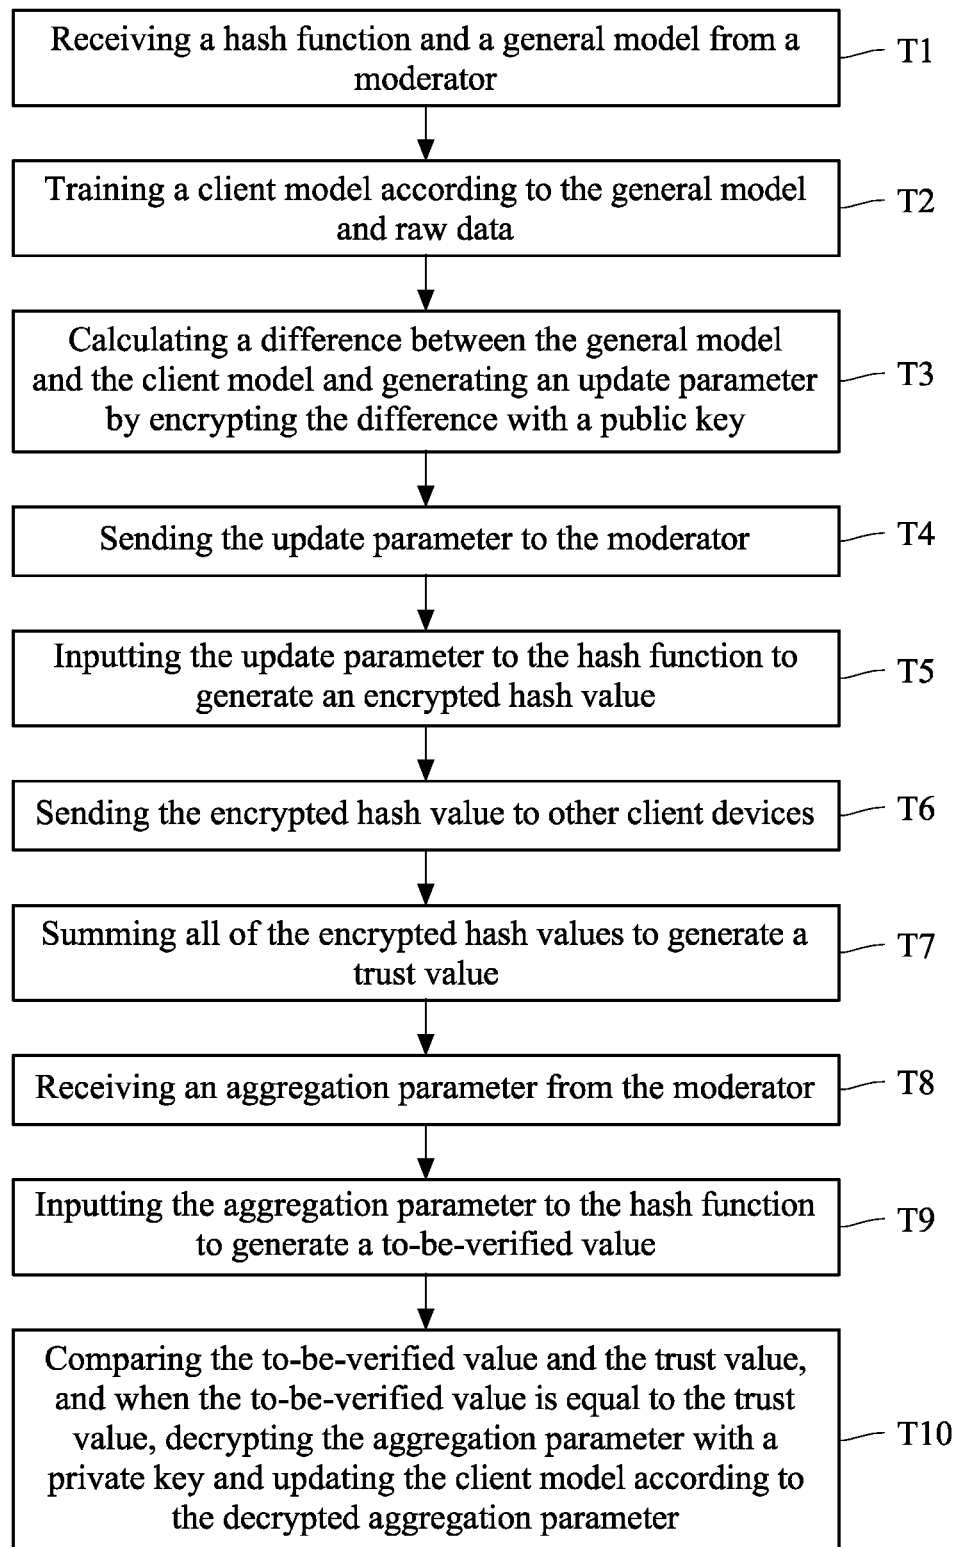 Receiving a hash function and a general model from a
moderator
T1
Training a client model according to the general model
and raw data
T2
Calculating a difference between the general model
and the client model and generating an update parameter
by encrypting the difference with a public key
T3
Sending the update parameter to the moderator
T4
Inputting the update parameter to the hash function to
generate an encrypted hash value
T5
Sending the encrypted hash value to other client devices
T6
Summing all of the encrypted hash values to generate a
trust value
T7
Receiving an aggregation parameter from the moderator
T8
Inputting the aggregation parameter to the hash function
to generate a to-be-verified value
T9
Comparing the to-be-verified value and the trust value,
and when the to-be-verified value is equal to the trust
value, decrypting the aggregation parameter with a
private key and updating the client model according to
the decrypted aggregation parameter
T10